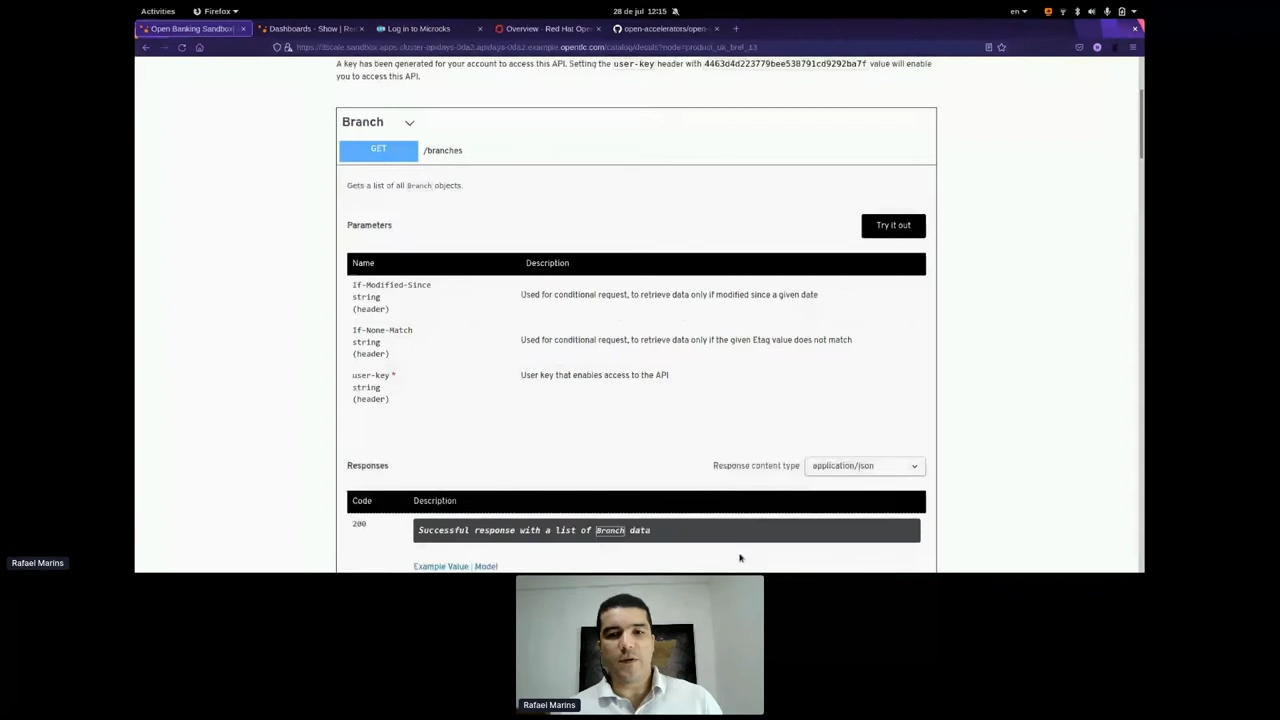 Activities
Firefox
28 de jul 12:15
en
Open Banking Sandbox|
Dashboards - Show | Red H
Log in to Microcks
Overview - Red Hat Ope
open-accelerators/open-
A key has been generated for your account to access this API. Setting the user-key header with 4463d4d223779bee538791cd9292ba7f value will enable
you to access this API.
Branch
GET
/branches
Gets a list of all Branch objects.
Parameters
Try it out
Name
Description
If-Modified-Since
string
(header)
Used for conditional request, to retrieve data only if modified since a given date
If-None-Match
string
(header)
Used for conditional request, to retrieve data only if the given Etag value does not match
user-key *
string
(header)
User key that enables access to the API
Responses
Response content type
application/json
Code
Description
200
Successful response with a list of Branch data
Example Value | Model
Rafael Marins
Rafael Marins